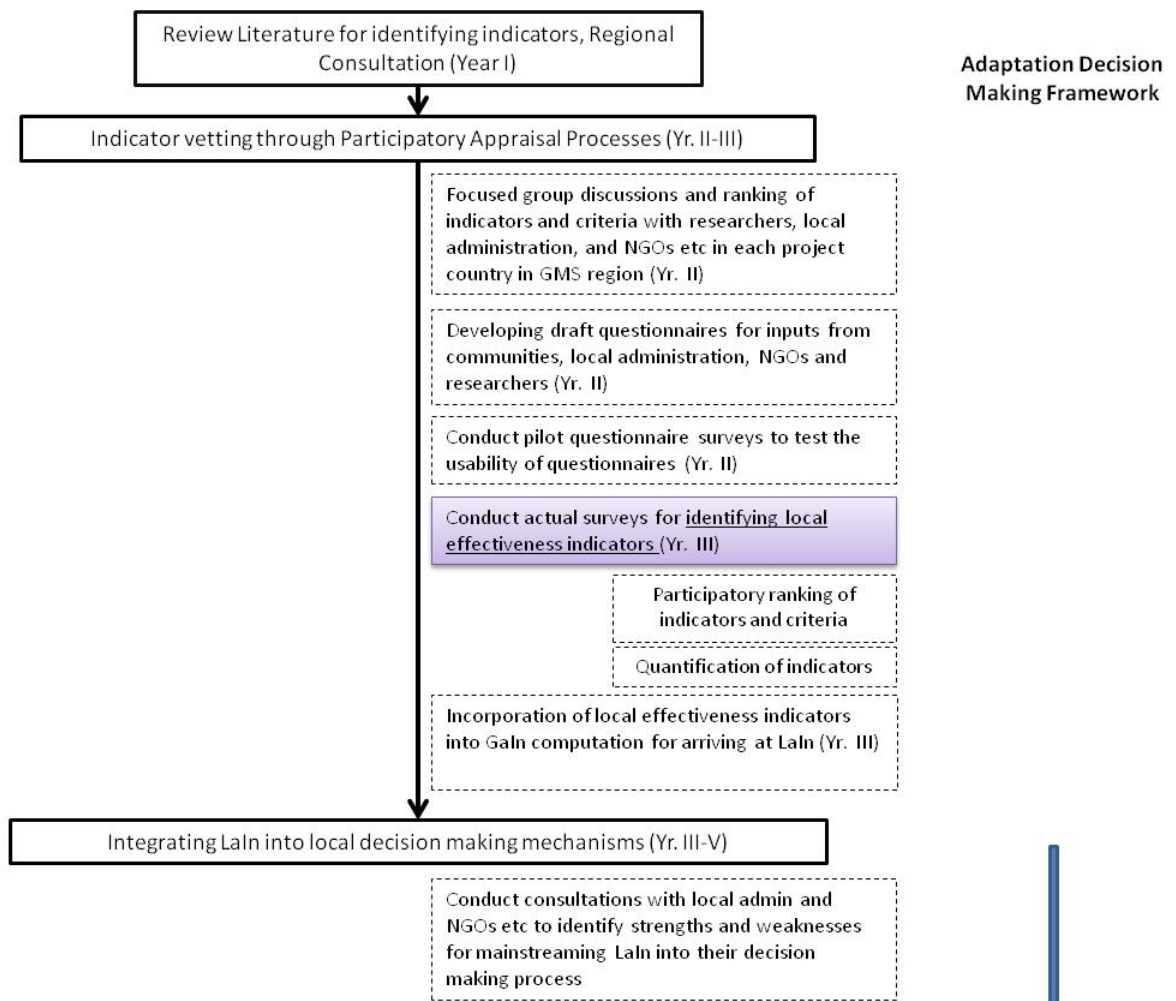 Review Literature for identifying indicators, Regional
Consultation (Year I)
Adaptation Decision
Making Framework
Indicator vetting through Participatory Appraisal Processes (Yr. II-III)
Focused group discussions and ranking of
indicators and criteria with researchers, local
administration, and NGOs etc in each project
country in GMS region (Yr. II)
Developing draft questionnaires for inputs from
communities, local administration, NGOs and
researchers (Yr. II)
Conduct pilot questionnaire surveys to test the
usability of questionnaires (Yr. II)
Conduct actual surveys for identifying local
effectiveness indicators (Yr. III)
Participatory ranking of
indicators and criteria
Quantification of indicators
Incorporation of local effectiveness indicators
into GaIn computation for arriving at LaIn (Yr. III)
Integrating LaIn into local decision making mechanisms (Yr. III-V)
Conduct consultations with local admin and
NGOs etc to identify strengths and weaknesses
for mainstreaming LaIn into their decision
making process